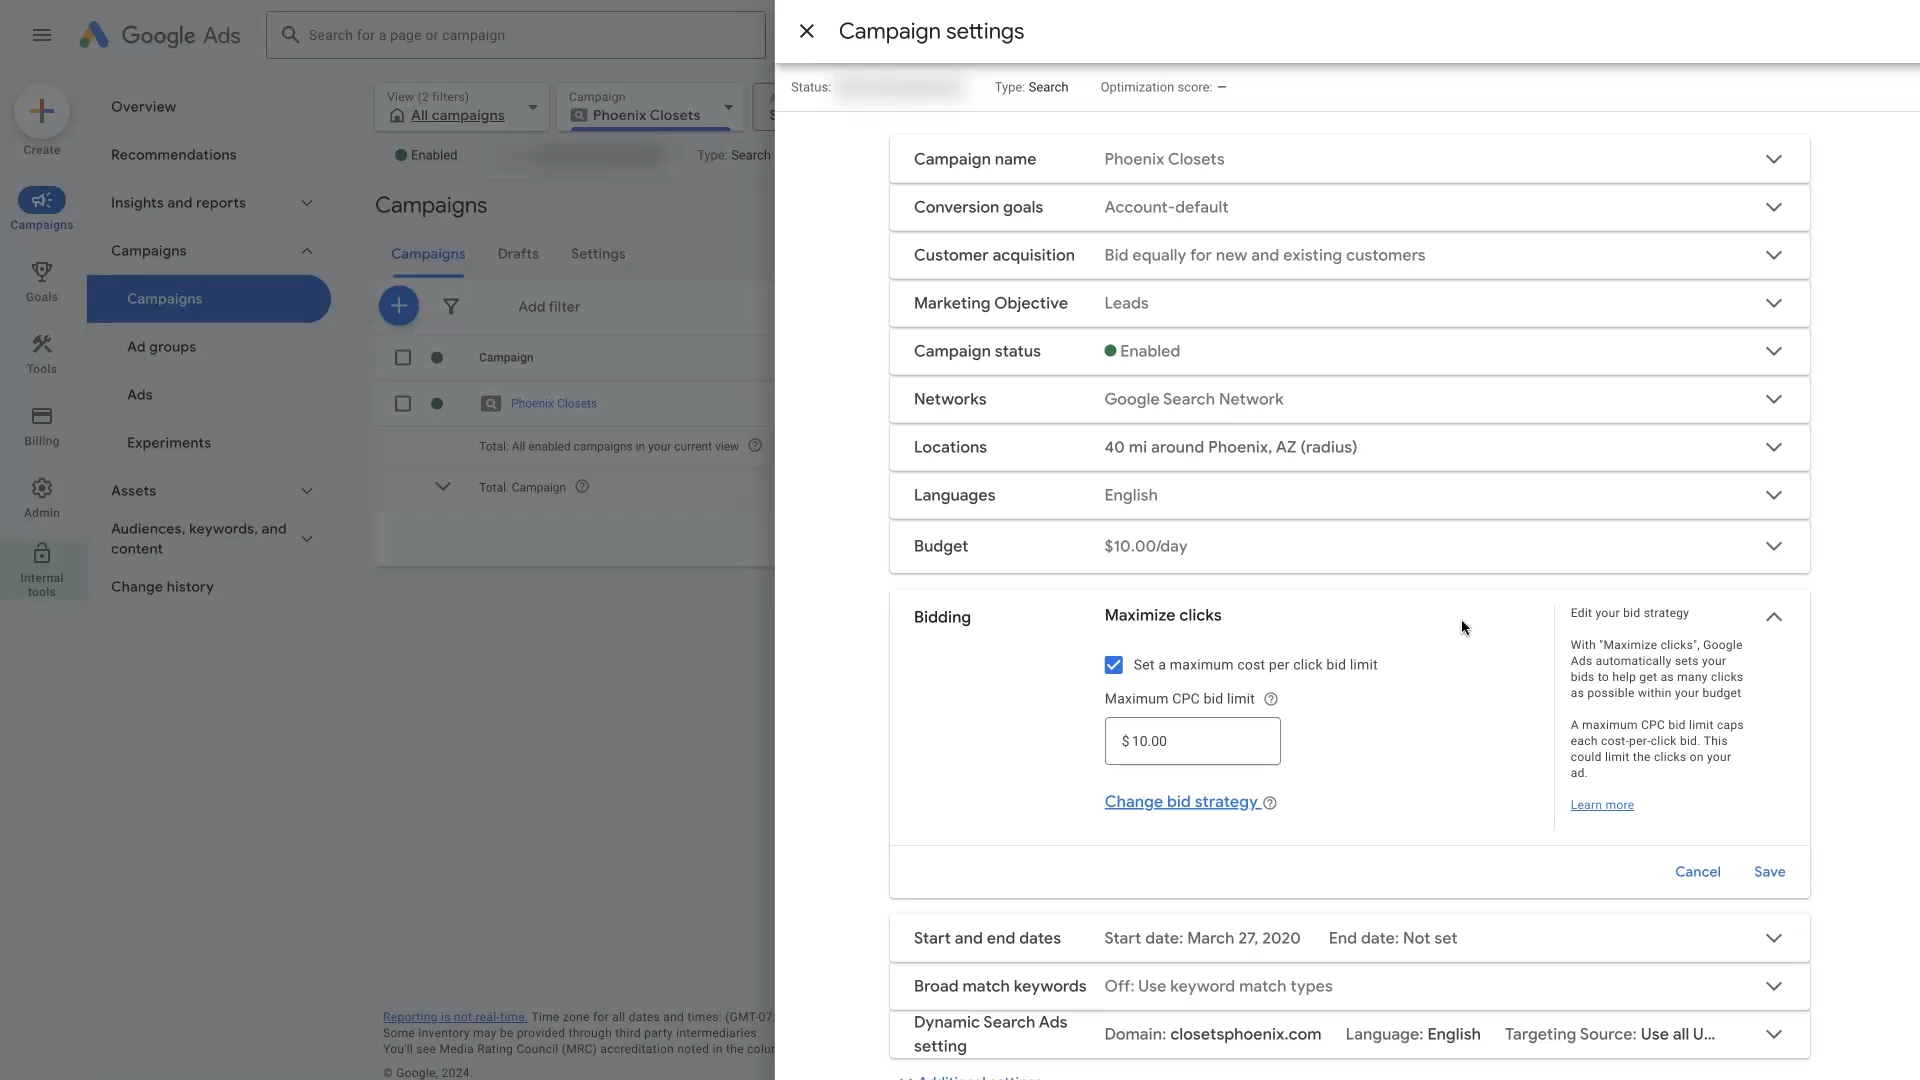 Google Ads
Search for a page or campaign
Create
Campaigns
Goals
Tools
Billing
Admin
Internal
tools
Overview
Recommendations
Insights and reports
Campaigns
Campaigns
Ad groups
Ads
Experiments
Assets
Audiences, keywords, and
content
Change history
View (2 filters)
All campaigns
Campaign
Phoenix Closets
Enabled
Type: Search
Campaigns
Campaigns Drafts Settings
Add filter
Campaign
Phoenix Closets
Total: All enabled campaigns in your current view
Total: Campaign
Reporting is not real-time. Time zone for all dates and times: (GMT-07:
Some inventory may be provided through third party intermediaries.
You'll see Media Rating Council (MRC) accreditation noted in the
© Google, 2024.
Campaign settings
Status: Type: Search Optimization score: –
Campaign name Phoenix Closets
Conversion goals Account-default
Customer acquisition Bid equally for new and existing customers
Marketing Objective Leads
Campaign status Enabled
Networks Google Search Network
Locations 40 mi around Phoenix, AZ (radius)
Languages English
Budget $10.00/day
Bidding Maximize clicks
Set a maximum cost per click bid limit
Maximum CPC bid limit
$ 10.00
Change bid strategy
Edit your bid strategy
With "Maximize clicks", Google
Ads automatically sets your
bids to help get as many clicks
as possible within your budget
A maximum CPC bid limit caps
each cost-per-click bid. This
could limit the clicks on your
ad.
Learn more
Cancel Save
Start and end dates Start date: March 27, 2020 End date: Not set
Broad match keywords Off: Use keyword match types
Dynamic Search Ads
setting
Domain: closetsphoenix.com Language: English Targeting Source: Use all U...